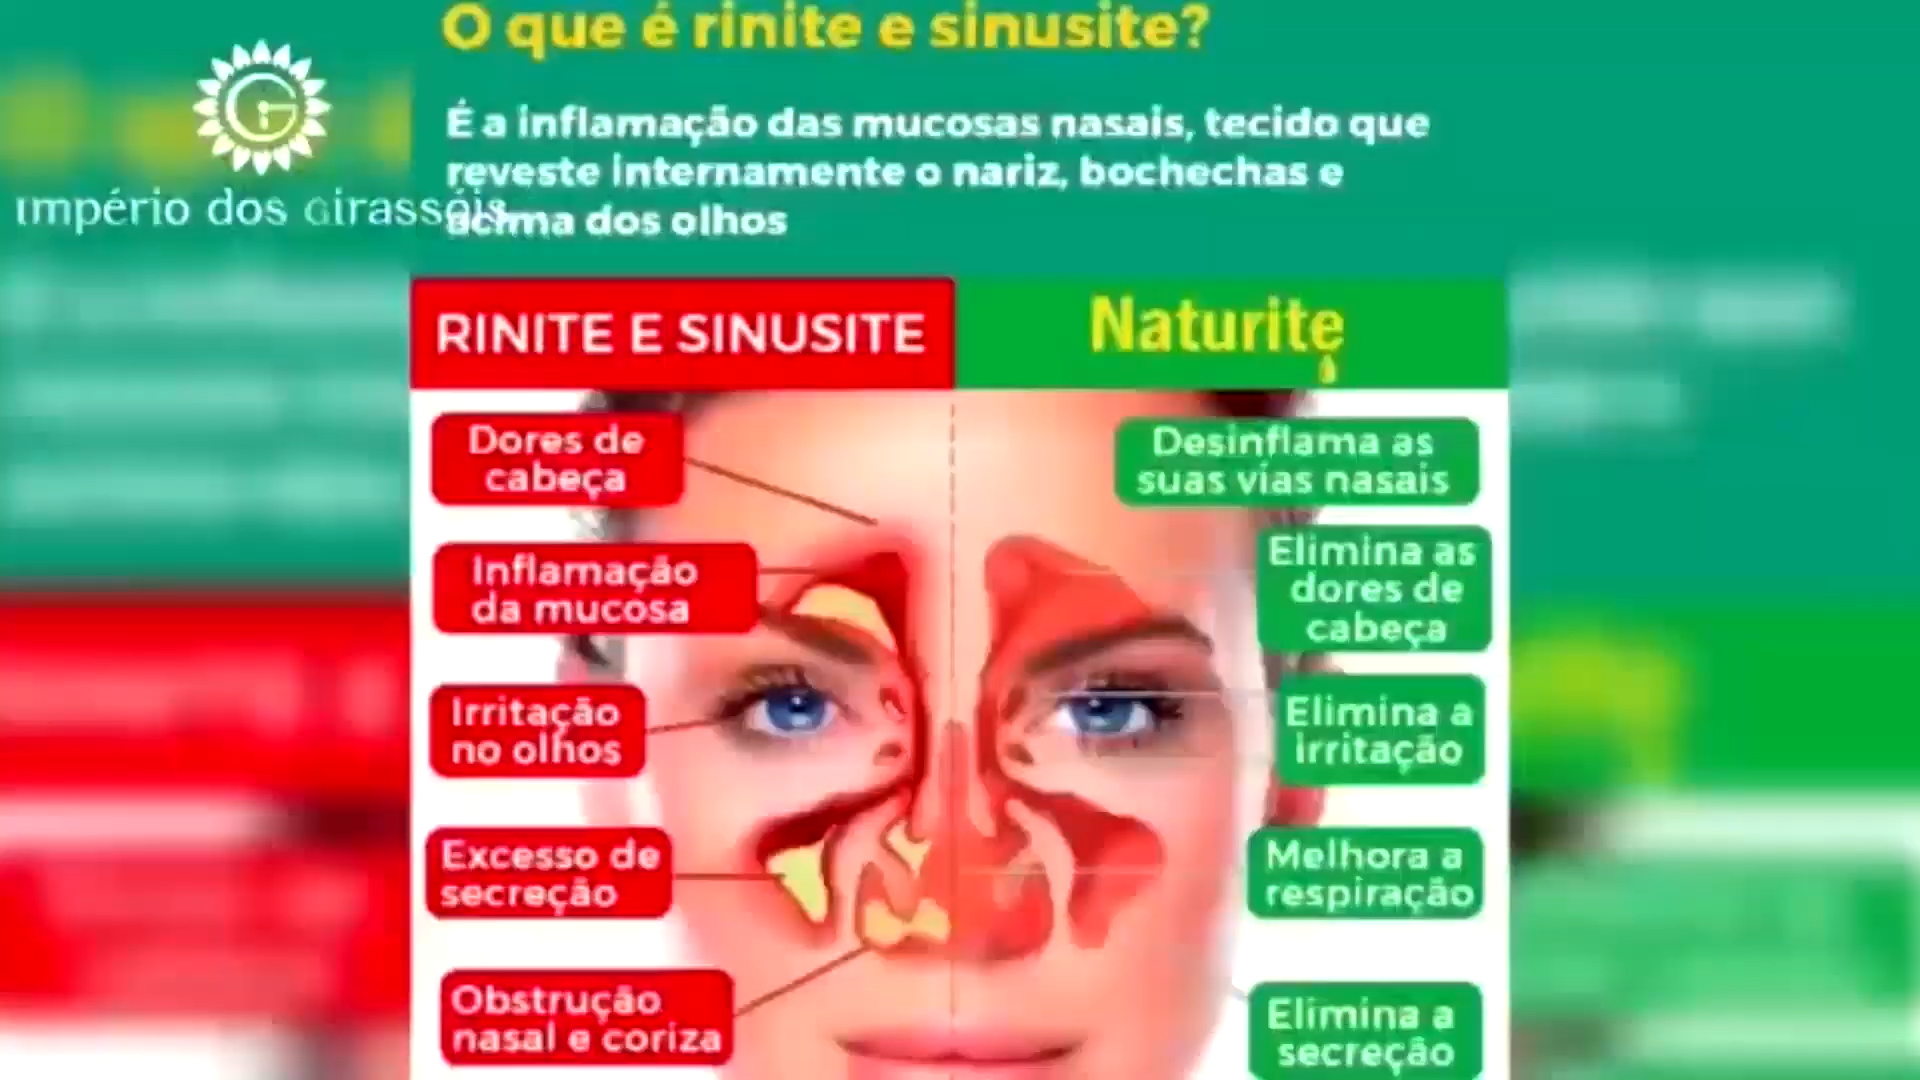 O que é rinite e sinusite?
É a inflamação das mucosas nasais, tecido que
reveste internamente o nariz, bochechas e
acima dos olhos
Império dos Girassóis
RINITE E SINUSITE
Naturite
Dores de
cabeça
Inflamação
da mucosa
Irritação
no olhos
Excesso de
secreção
Obstrução
nasal e coriza
Desinflama as
suas vias nasais
Elimina as
dores de
cabeça
Elimina a
irritação
Melhora a
respiração
Elimina a
secreção